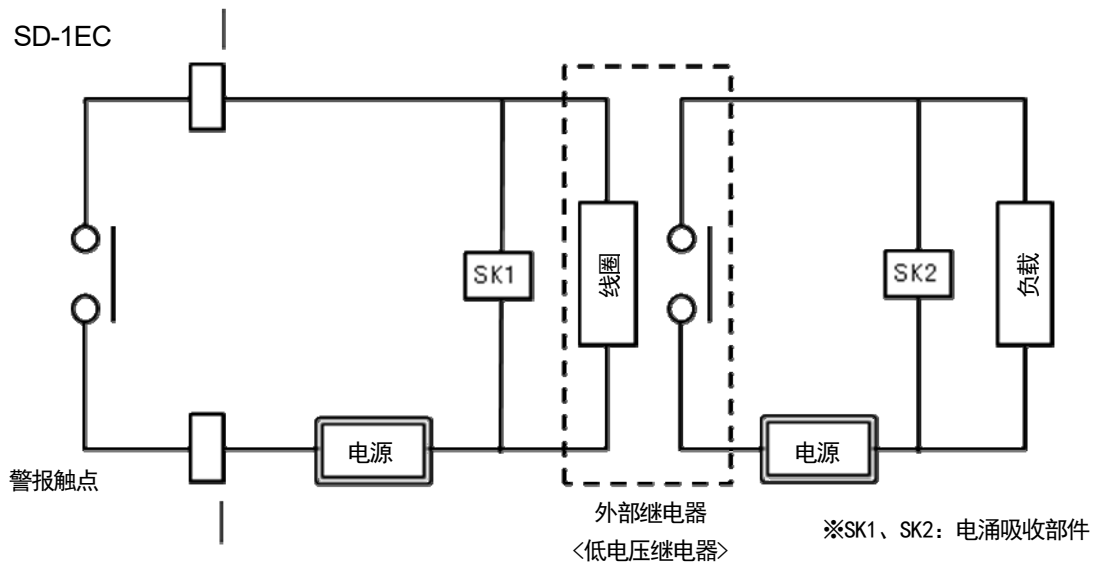 SD-1EC
SK1
线圈
SK2
负载
电源
电源
警报触点
外部继电器
<低电压继电器>
※SK1、SK2：电涌吸收部件